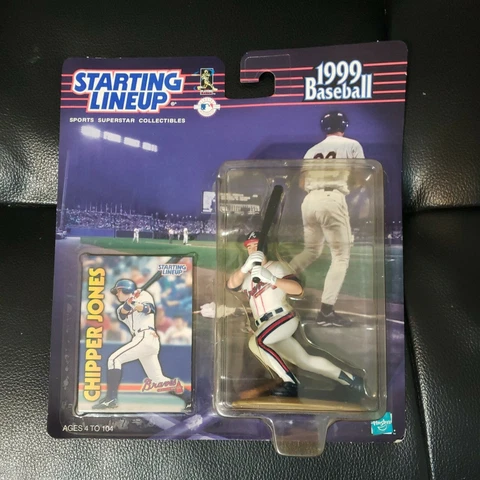 STARTING
LINEUP
SPORTS SUPERSTAR COLLECTIBLES
1999
Baseball
STARTING
LINEUP
CHIPPER JONES
Braves
AGES 4 TO 104
Hasbro